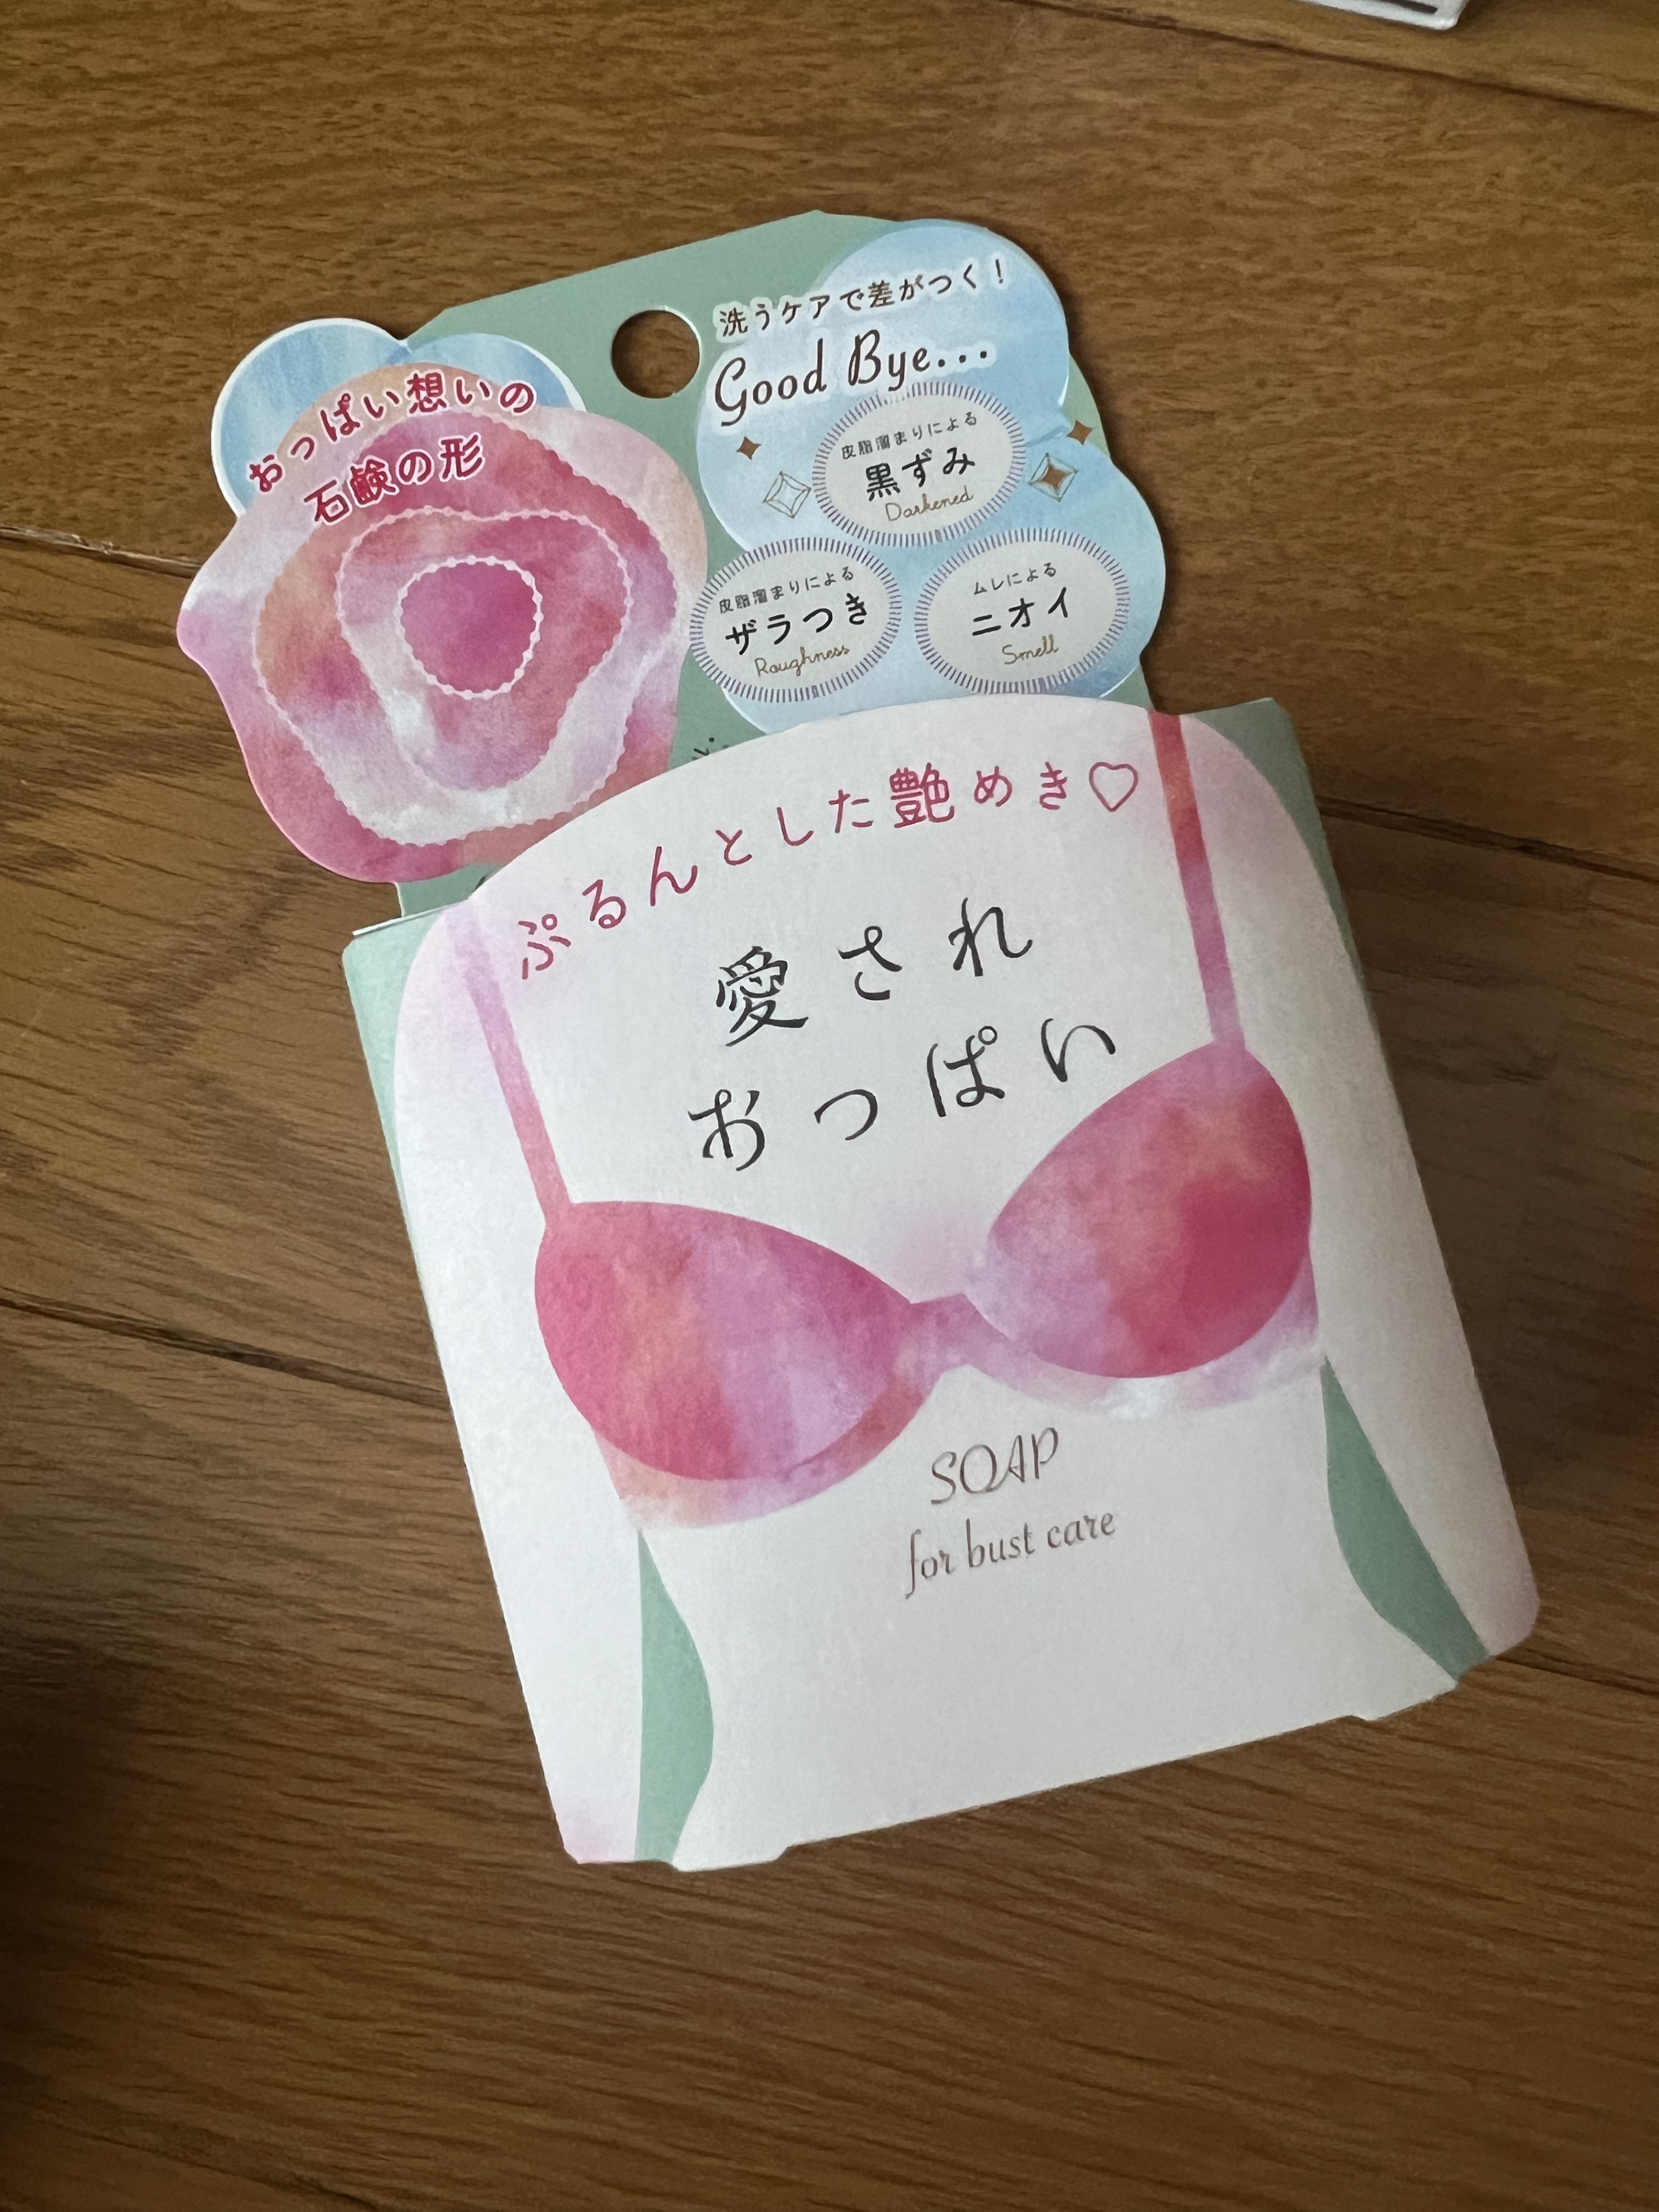 おっぱい想いの
石鹸の形
洗うケアで差がつく!
Good Bye...
皮脂溜まりによる
黒ずみ
Darkened
皮脂溜まりによる
ザラつき
Roughness
ムレによる
ニオイ
Smell
ぷるんとした艶めき♡
愛され
おっぱい
SOAP
for bust care